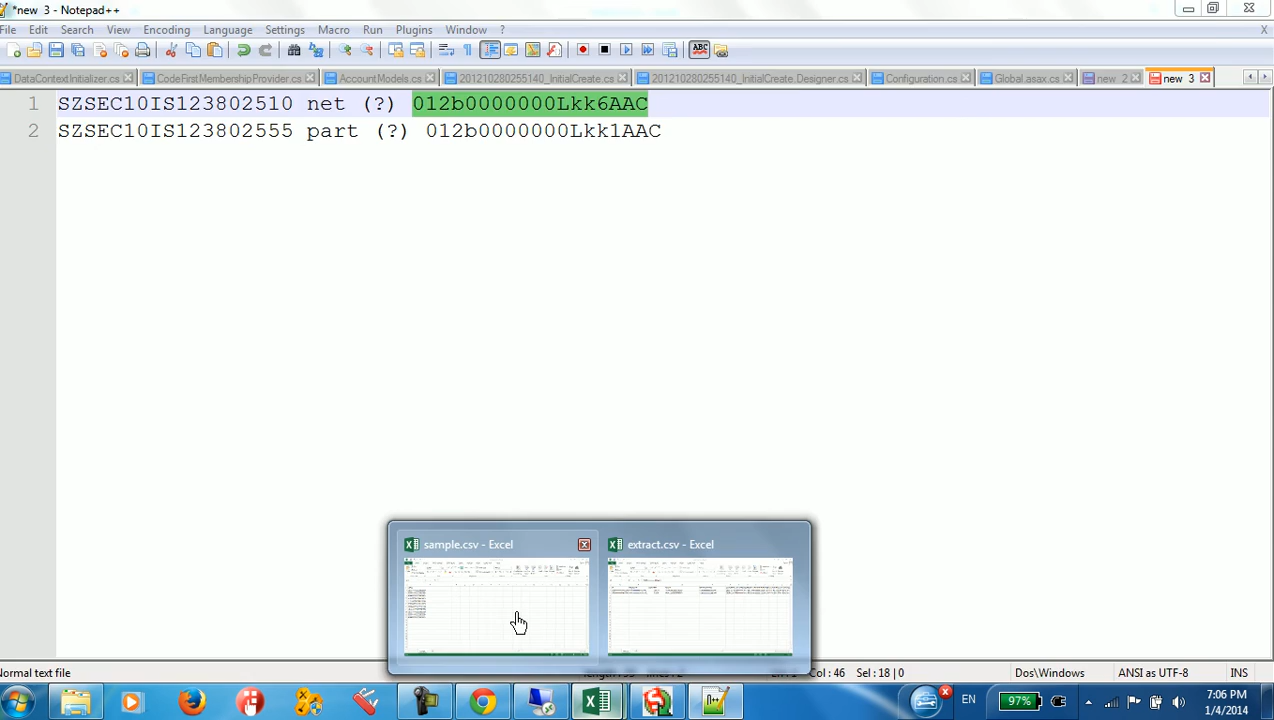 *new 3 - Notepad++
File Edit Search View Encoding Language Settings Macro Run Plugins Window ?
X
DataContextInitializer.cs CodeFirstMembershipProvider.cs AccountModels.cs 201210280255140_InitialCreate.cs 201210280255140_InitialCreate.Designer.cs Configuration.cs Global.asax.cs new 2 new 3
1 SZSEC10IS123802510 net (?) 012b0000000Lkk6AAC
2 SZSEC10IS123802555 part (?) 012b0000000Lkk1AAC
sample.csv - Excel extract.csv - Excel
Normal text file Col : 46 Sel : 18 | 0 Dos\Windows ANSI as UTF-8 INS
EN 97% 7:06 PM
1/4/2014